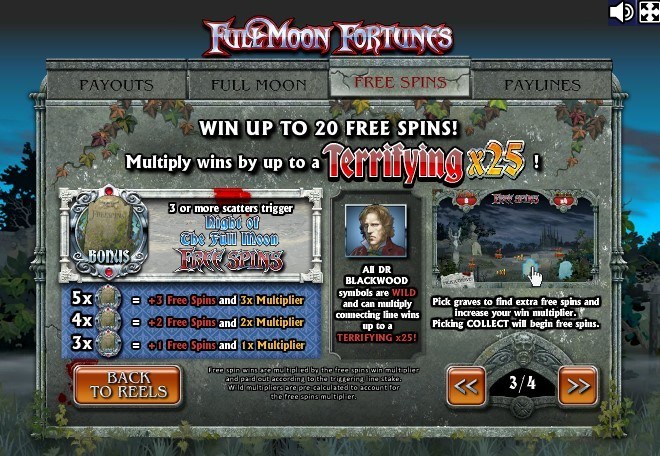 FULL MOON FORTUNES
PAYOUTS
FULL MOON
FREE SPINS
PAYLINES
WIN UP TO 20 FREE SPINS!
Multiply wins by up to a Terrifying x25 !
BONUS
3 or more scatters trigger
Night of
The Full Moon
FREE SPINS
5x = +3 Free Spins and 3x Multiplier
4x = +2 Free Spins and 2x Multiplier
3x = +1 Free Spins and 1x Multiplier
All DR
BLACKWOOD
symbols are WILD
and can multiply
connecting line wins
up to a
TERRIFYING x25!
FREE SPINS
8
x4
Pick graves to find extra free spins and
increase your win multiplier.
Picking COLLECT will begin free spins.
BACK
TO REELS
Free spin wins are multiplied by the free spins win multiplier
and paid out according to the triggering line stake.
Wild multipliers are pre-calculated to account for
the free spins multiplier.
<<
3/4
>>